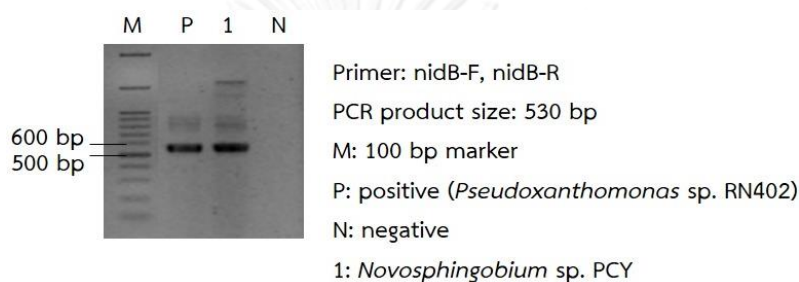 M P 1 N
600 bp
500 bp
Primer: nidB-F, nidB-R
PCR product size: 530 bp
M: 100 bp marker
P: positive (Pseudoxanthomonas sp. RN402)
N: negative
1: Novosphingobium sp. PCY